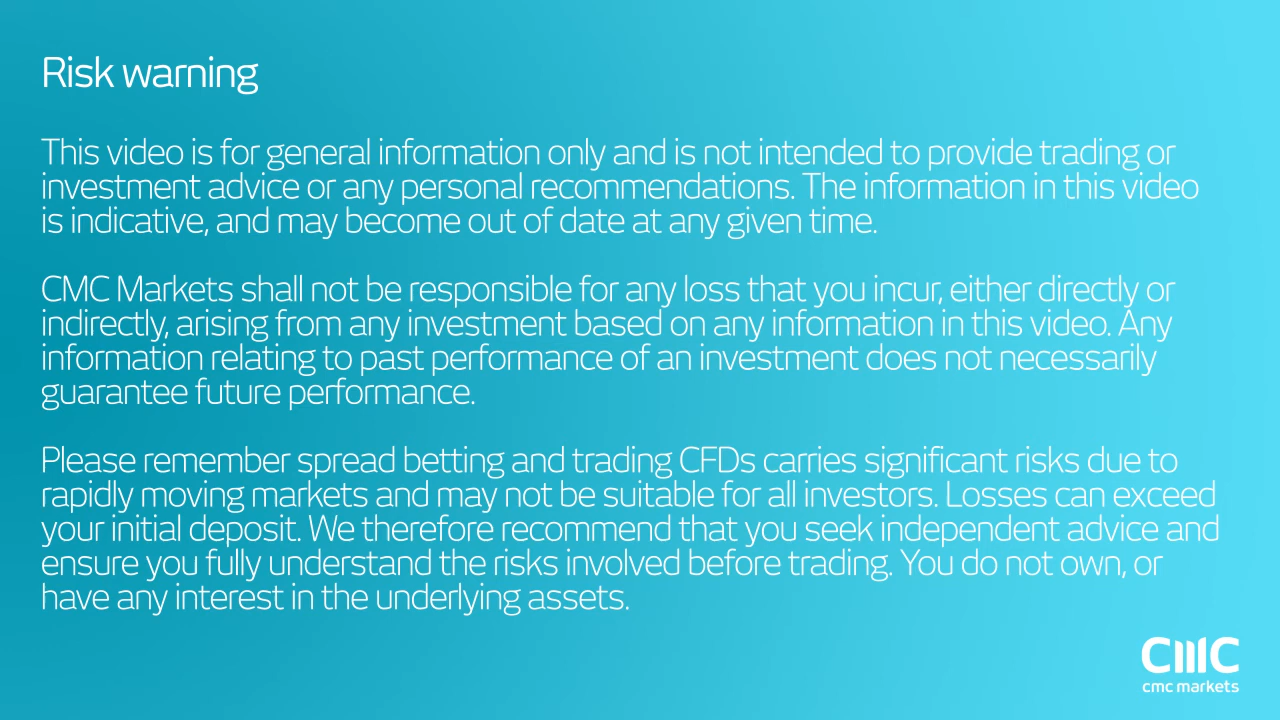 Risk warning
This video is for general information only and is not intended to provide trading or
investment advice or any personal recommendations. The information in this video
is indicative, and may become out of date at any given time.
CMC Markets shall not be responsible for any loss that you incur, either directly or
indirectly, arising from any investment based on any information in this video. Any
information relating to past performance of an investment does not necessarily
guarantee future performance.
Please remember spread betting and trading CFDs carries significant risks due to
rapidly moving markets and may not be suitable for all investors. Losses can exceed
your initial deposit. We therefore recommend that you seek independent advice and
ensure you fully understand the risks involved before trading. You do not own, or
have any interest in the underlying assets.
CMC
cmc markets